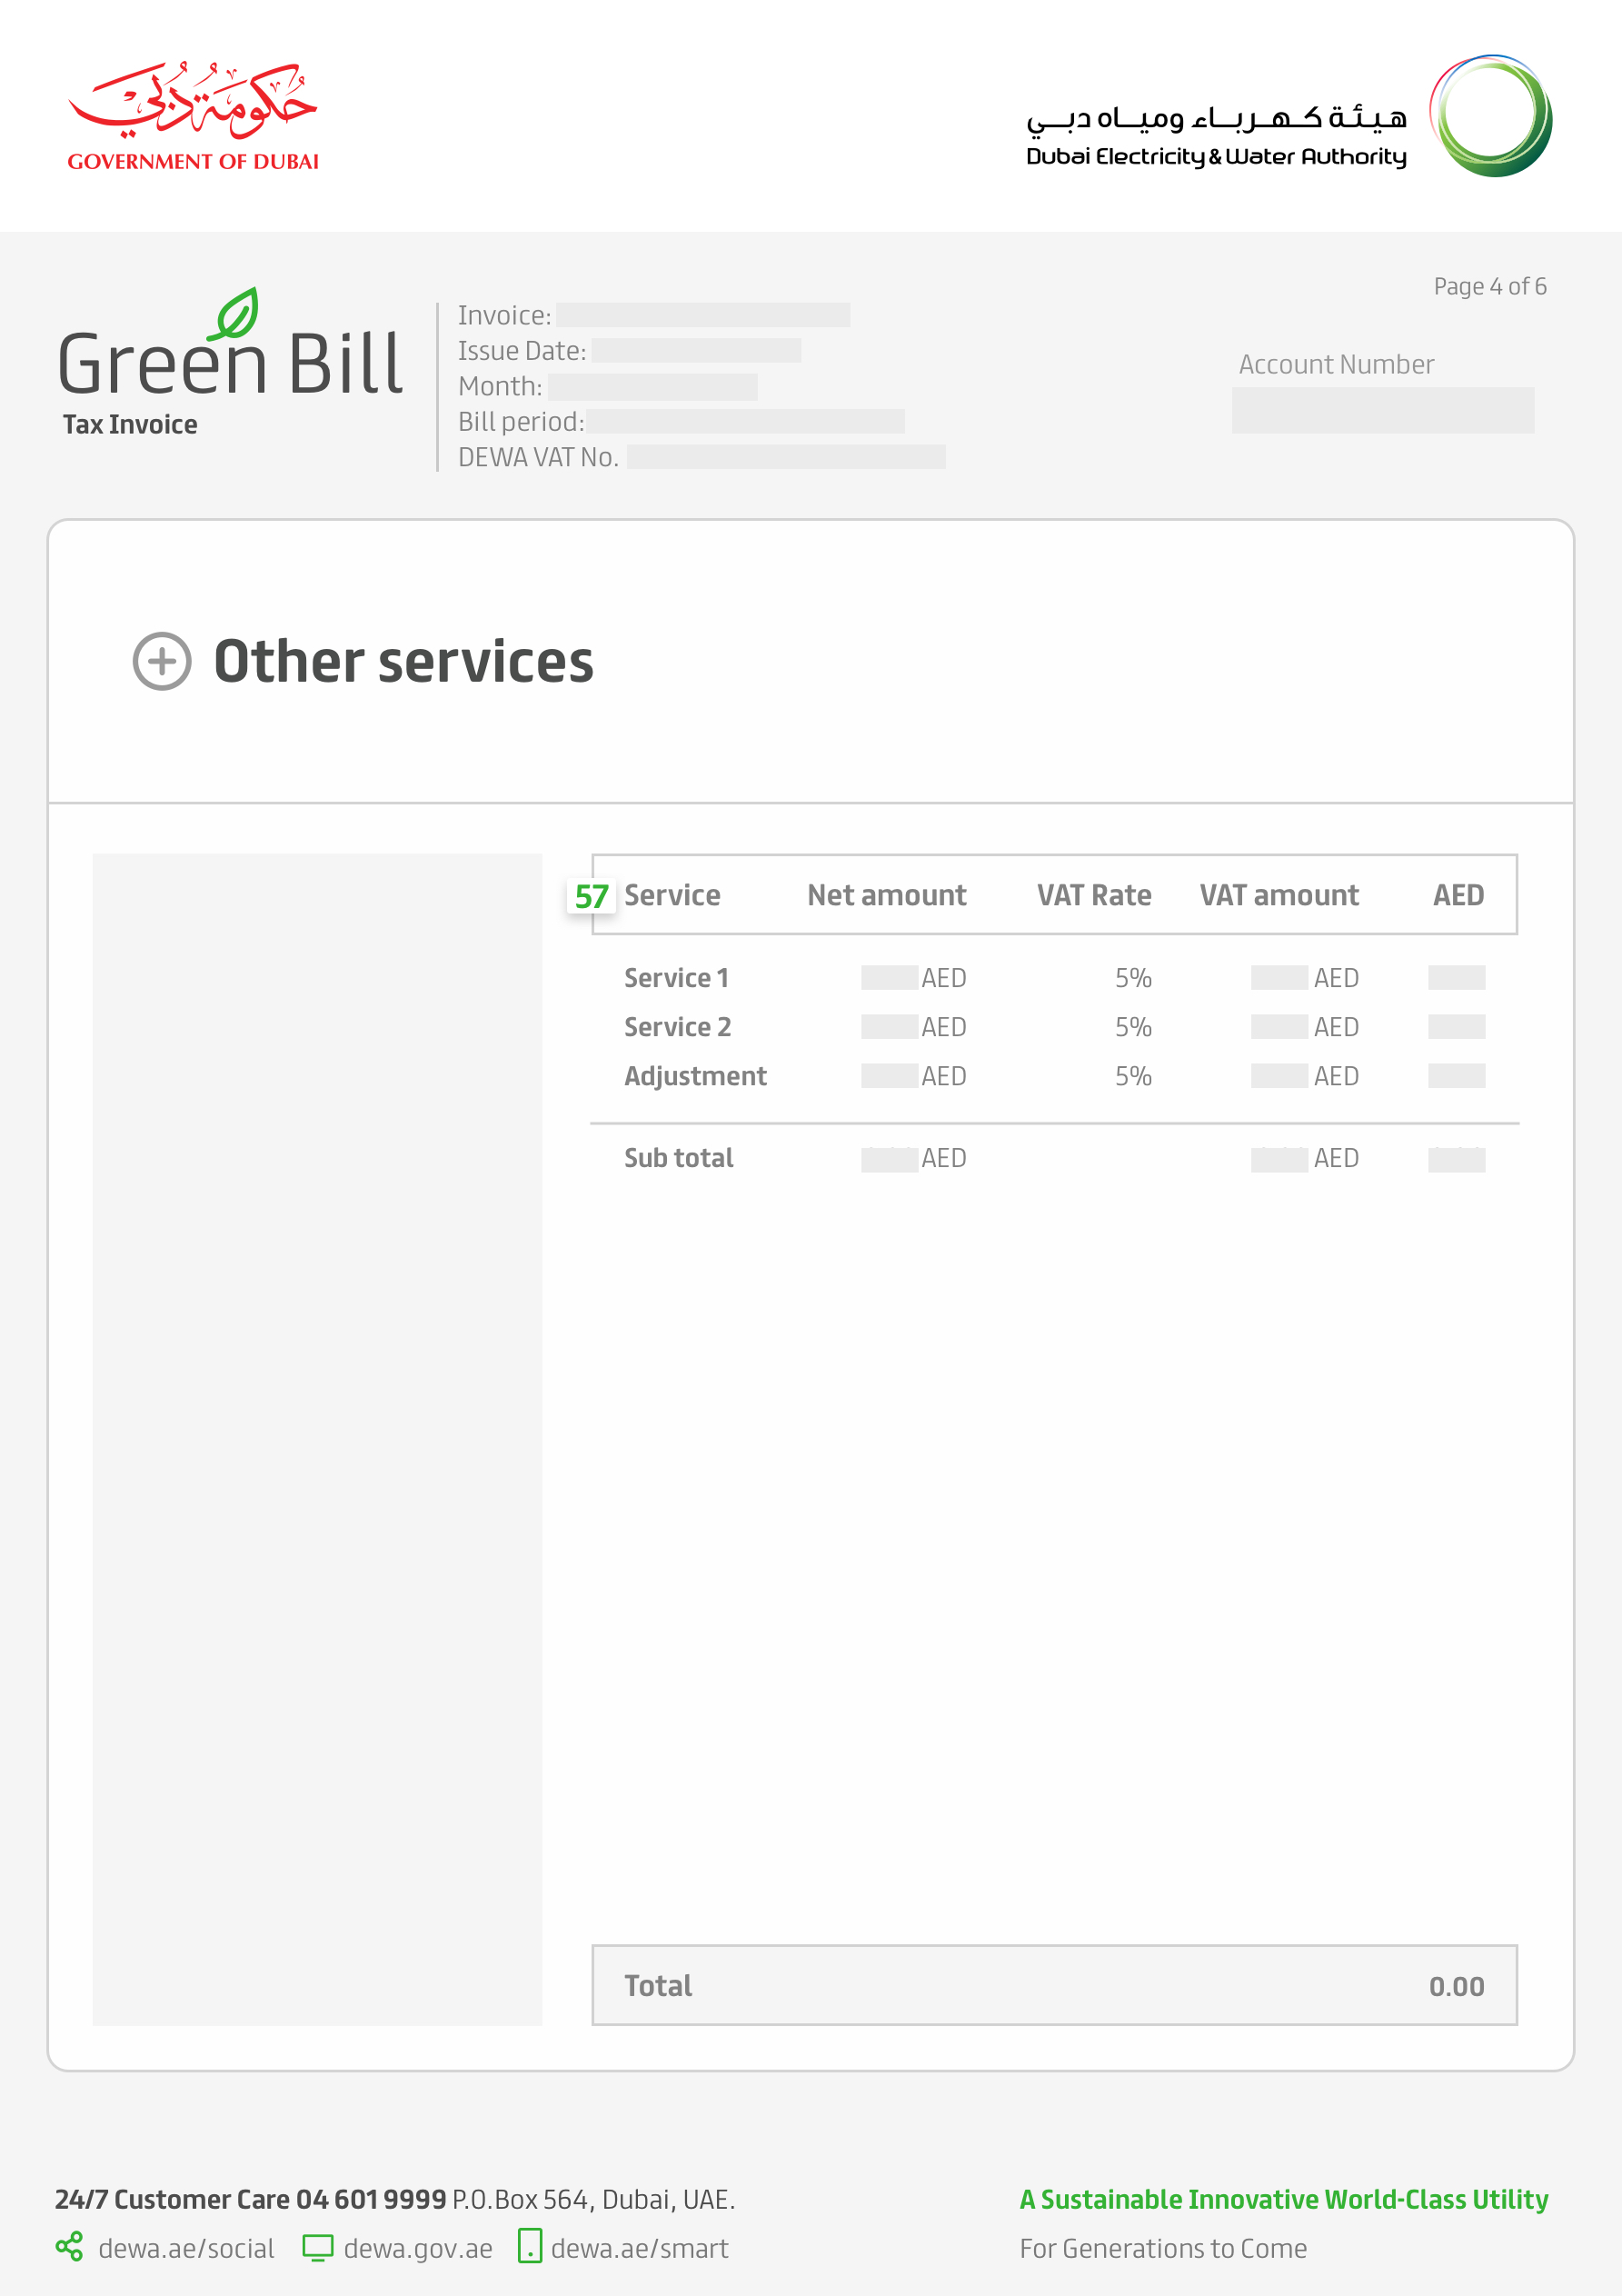 حكومة دبي
GOVERNMENT OF DUBAI
هيئة كهرباء ومياه دبي
Dubai Electricity & Water Authority
Page 4 of 6
Green Bill
Tax Invoice
Invoice:
Issue Date:
Month:
Bill period:
DEWA VAT No.
Account Number
Other services
57 Service Net amount VAT Rate VAT amount AED
Service 1 AED 5% AED
Service 2 AED 5% AED
Adjustment AED 5% AED
Sub total AED AED
Total 0.00
24/7 Customer Care 04 601 9999 P.O.Box 564, Dubai, UAE.
dewa.ae/social dewa.gov.ae dewa.ae/smart
A Sustainable Innovative World-Class Utility
For Generations to Come